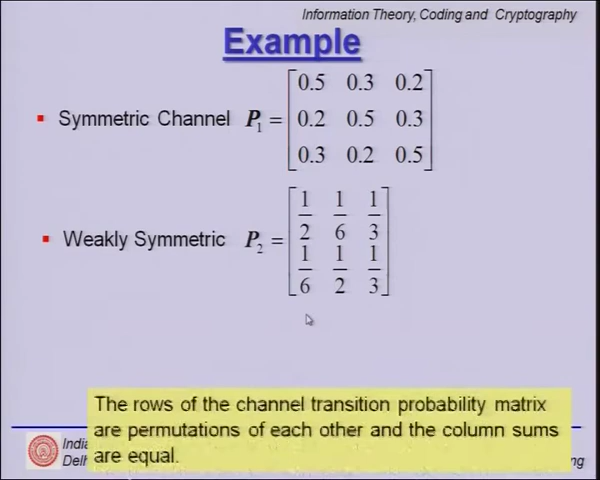 Information Theory, Coding and Cryptography
Example
Symmetric Channel P₁ = [0.5 0.3 0.2
0.2 0.5 0.3
0.3 0.2 0.5]
Weakly Symmetric P₂ = [1/2 1/6 1/3
1/6 1/2 1/3]
The rows of the channel transition probability matrix
are permutations of each other and the column sums
are equal.